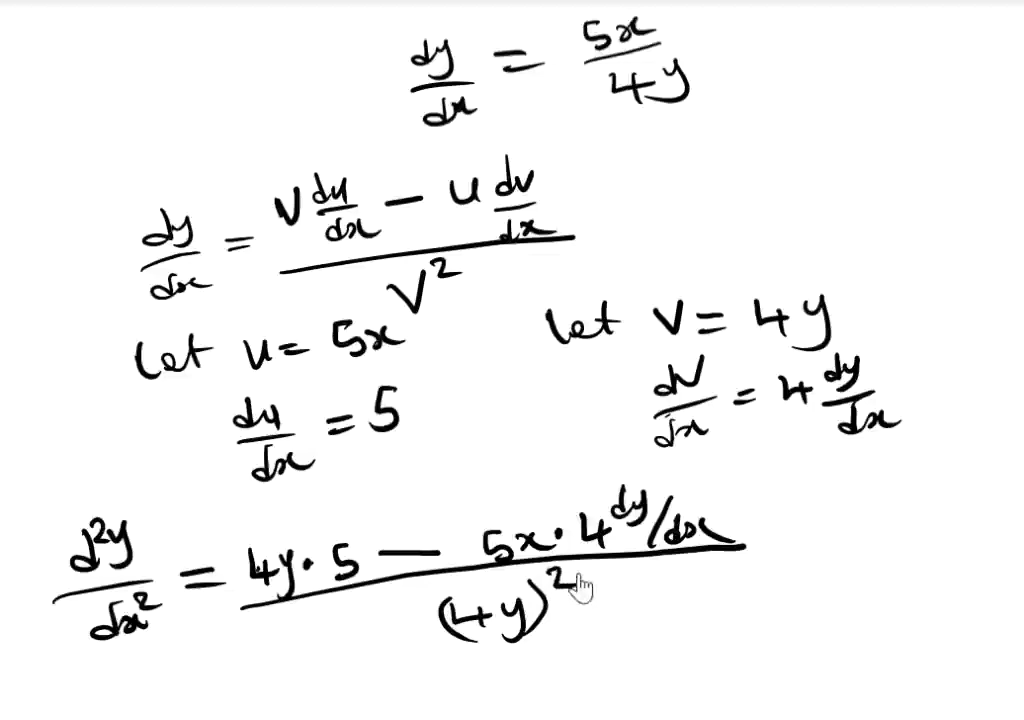 dy/dx = 5x/4y
dy/dx = (v du/dx - u dv/dx)/v²
let u = 5x
let v = 4y
du/dx = 5
dv/dx = 4 dy/dx
d²y/dx² = (4y · 5 — 5x · 4 dy/dx)/(4y)²